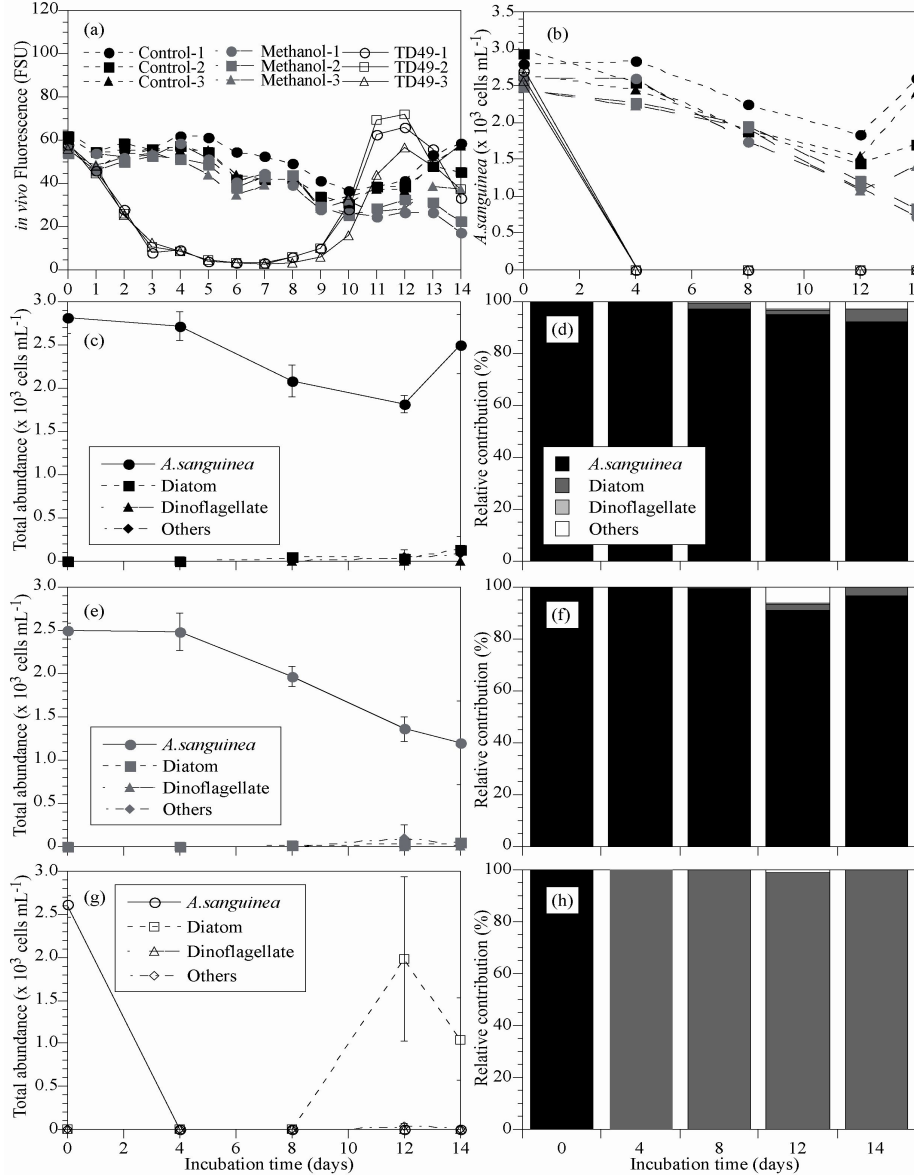 (a)
120
100
80
60
40
20
0
in vivo Fluorescence (FSU)
Control-1
Control-2
Control-3
Methanol-1
Methanol-2
Methanol-3
TD49-1
TD49-2
TD49-3
0 1 2 3 4 5 6 7 8 9 10 11 12 13 14
(b)
3.0
2.5
2.0
1.5
1.0
0.5
0
A.sanguinea (x 10³ cells mL⁻¹)
0 2 4 6 8 10 12
(c)
3.0
2.5
2.0
1.5
1.0
0.5
0
Total abundance (x 10³ cells mL⁻¹)
A.sanguinea
Diatom
Dinoflagellate
Others
(d)
100
80
60
40
20
0
Relative contribution (%)
A.sanguinea
Diatom
Dinoflagellate
Others
(e)
3.0
2.5
2.0
1.5
1.0
0.5
0
Total abundance (x 10³ cells mL⁻¹)
A.sanguinea
Diatom
Dinoflagellate
Others
(f)
100
80
60
40
20
0
Relative contribution (%)
(g)
3.0
2.5
2.0
1.5
1.0
0.5
0
Total abundance (x 10³ cells mL⁻¹)
A.sanguinea
Diatom
Dinoflagellate
Others
0 2 4 6 8 10 12 14
Incubation time (days)
(h)
100
80
60
40
20
0
Relative contribution (%)
0 4 8 12 14
Incubation time (days)